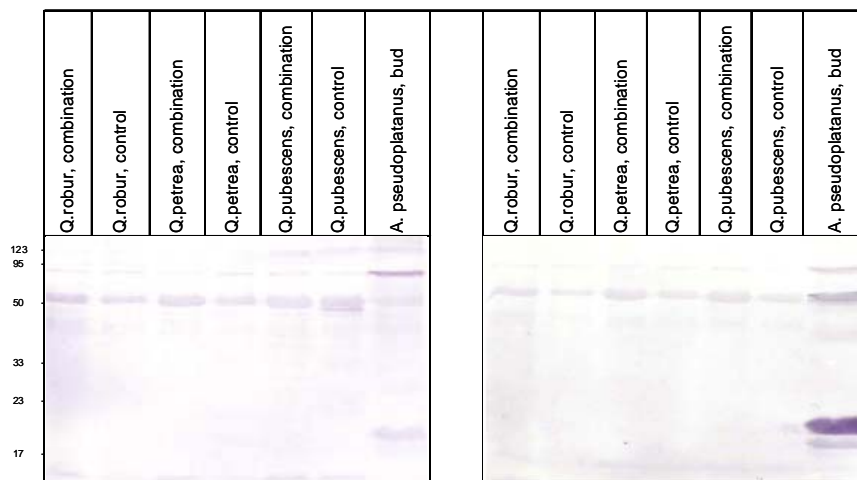 Q.robur, combination
Q.robur, control
Q.petrea, combination
Q.petrea, control
Q.pubescens, combination
Q.pubescens, control
A. pseudoplatanus, bud
Q.robur, combination
Q.robur, control
Q.petrea, combination
Q.petrea, control
Q.pubescens, combination
Q.pubescens, control
A. pseudoplatanus, bud
123
95
50
33
23
17